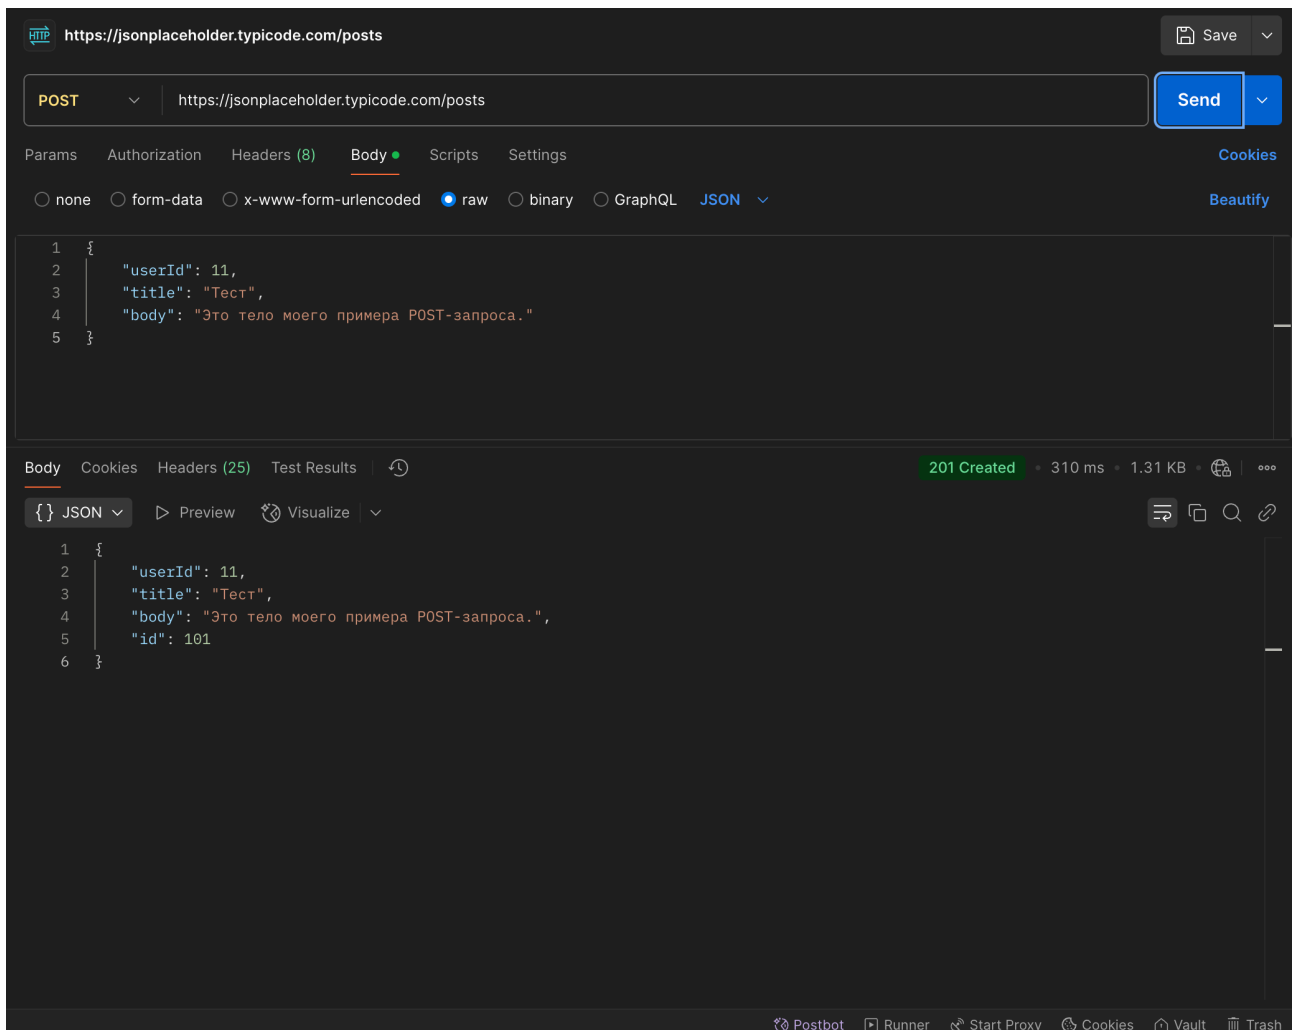 HTTP https://jsonplaceholder.typicode.com/posts Save
POST https://jsonplaceholder.typicode.com/posts Send
Params Authorization Headers (8) Body Scripts Settings Cookies
none form-data x-www-form-urlencoded raw binary GraphQL JSON Beautify
1 {
2 "userId": 11,
3 "title": "Тест",
4 "body": "Это тело моего примера POST-запроса."
5 }
Body Cookies Headers (25) Test Results 201 Created • 310 ms • 1.31 KB •
{} JSON Preview Visualize
1 {
2 "userId": 11,
3 "title": "Тест",
4 "body": "Это тело моего примера POST-запроса.",
5 "id": 101
6 }
Postbot Runner Start Proxy Cookies Vault Trash